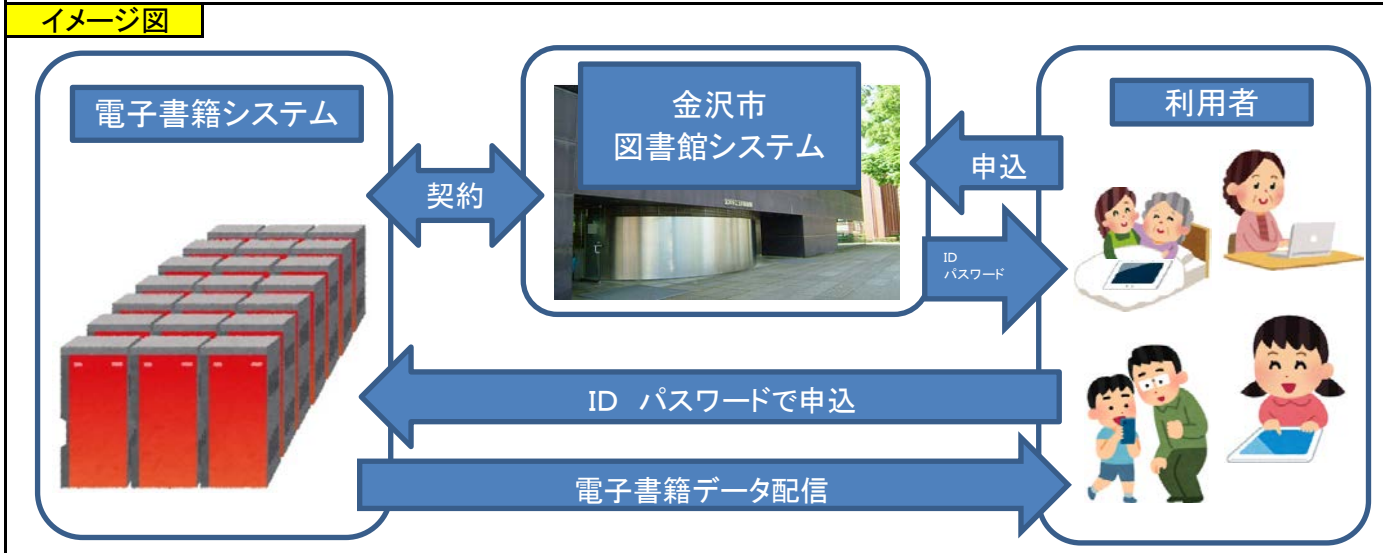 イメージ図
電子書籍システム
金沢市
図書館システム
利用者
契約
申込
ID
パスワード
ID パスワードで申込
電子書籍データ配信